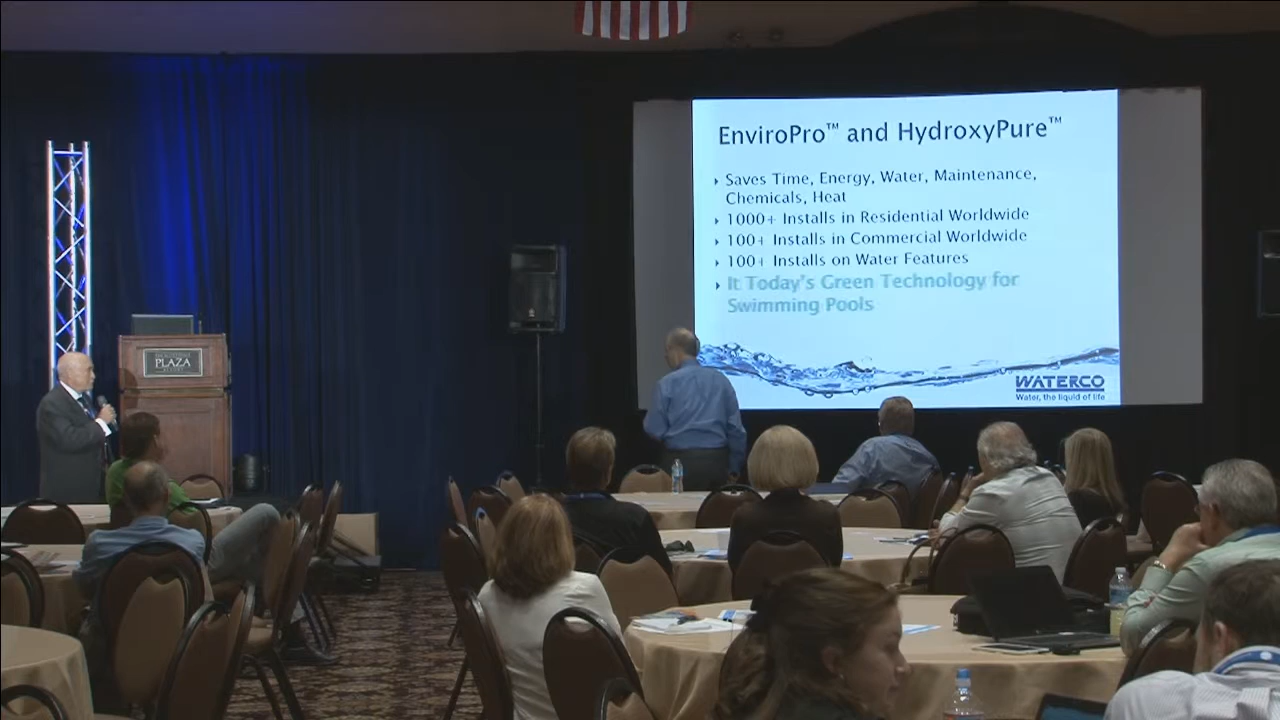 EnviroPro™ and HydroxyPure™
Saves Time, Energy, Water, Maintenance,
Chemicals, Heat
1000+ Installs in Residential Worldwide
100+ Installs in Commercial Worldwide
100+ Installs on Water Features
It Today's Green Technology for
Swimming Pools
WATERCO
Water, the liquid of life
PLAZA